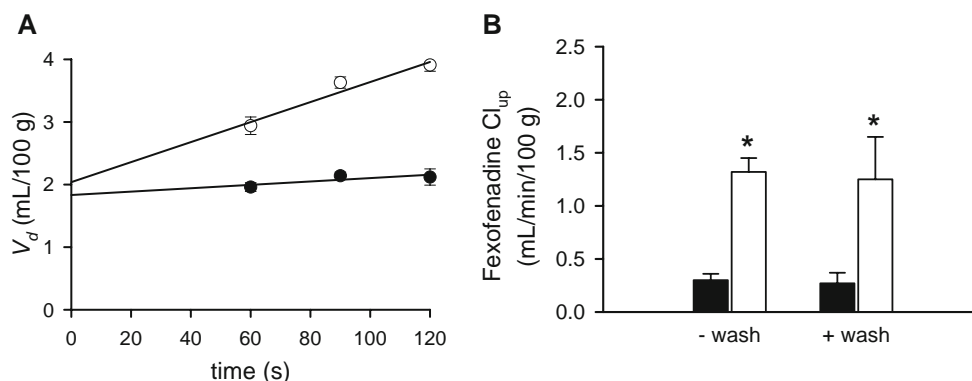 A
V_d (mL/100 g)
4
3
2
1
0
0 20 40 60 80 100 120
time (s)
B
Fexofenadine Cl_up
(mL/min/100 g)
2.5
2.0
1.5
1.0
0.5
0.0
* *
- wash + wash